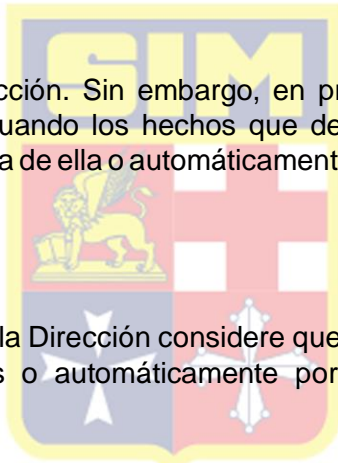 SIM
cción. Sin embargo, en pr
uando los hechos que de
a de ella o automáticament
la Dirección considere que
s o automáticamente por